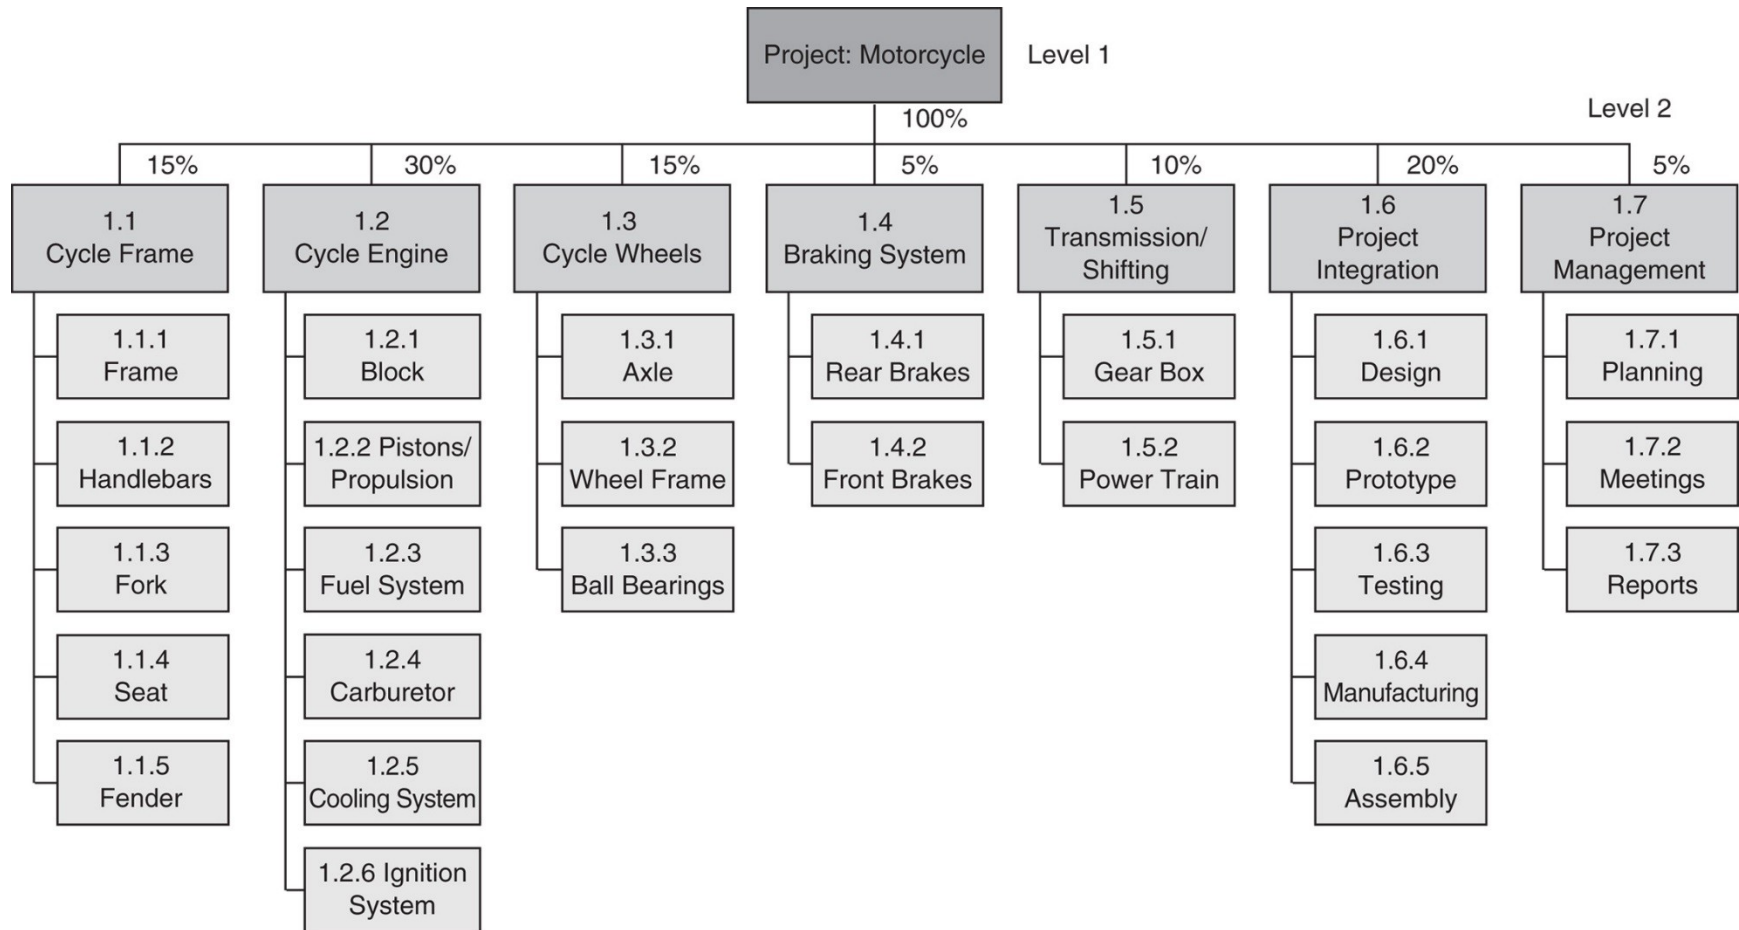 Project: Motorcycle
Level 1
100%
Level 2
15%
30%
15%
5%
10%
20%
5%
1.1
Cycle Frame
1.2
Cycle Engine
1.3
Cycle Wheels
1.4
Braking System
1.5
Transmission/
Shifting
1.6
Project
Integration
1.7
Project
Management
1.1.1
Frame
1.1.2
Handlebars
1.1.3
Fork
1.1.4
Seat
1.1.5
Fender
1.2.1
Block
1.2.2 Pistons/
Propulsion
1.2.3
Fuel System
1.2.4
Carburetor
1.2.5
Cooling System
1.2.6 Ignition
System
1.3.1
Axle
1.3.2
Wheel Frame
1.3.3
Ball Bearings
1.4.1
Rear Brakes
1.4.2
Front Brakes
1.5.1
Gear Box
1.5.2
Power Train
1.6.1
Design
1.6.2
Prototype
1.6.3
Testing
1.6.4
Manufacturing
1.6.5
Assembly
1.7.1
Planning
1.7.2
Meetings
1.7.3
Reports